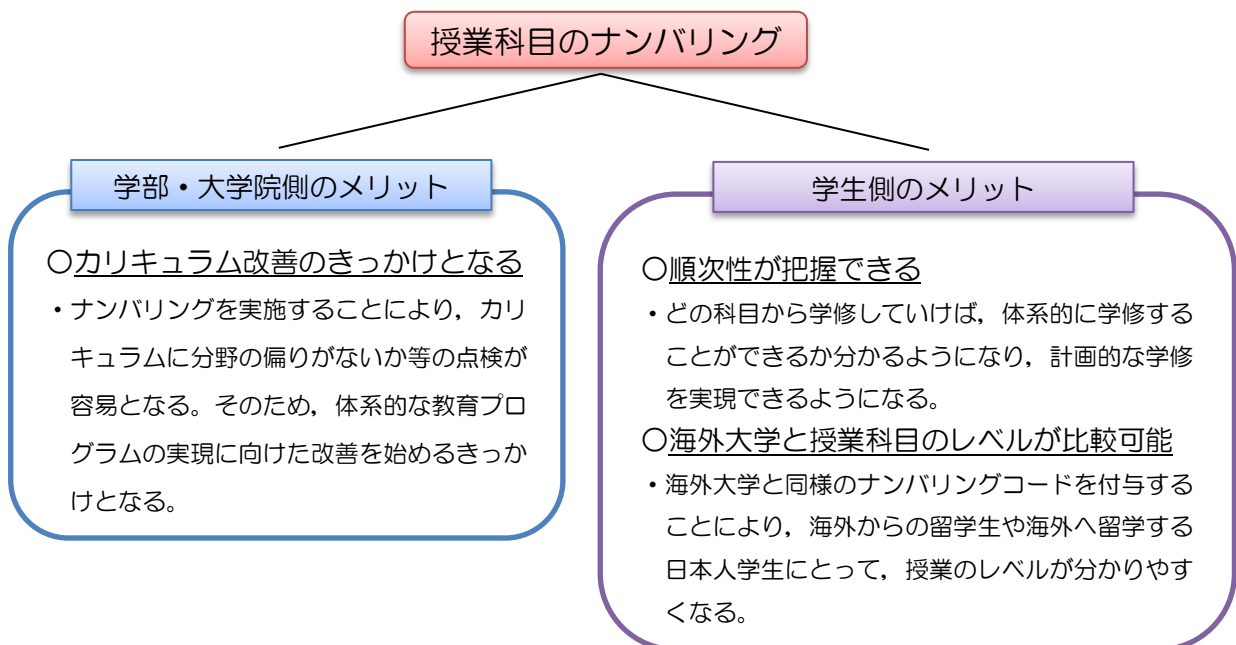 授業科目のナンバリング
学部・大学院側のメリット
〇カリキュラム改善のきっかけとなる
・ナンバリングを実施することにより，カリ
キュラムに分野の偏りがないか等の点検が
容易となる。そのため，体系的な教育プロ
グラムの実現に向けた改善を始めるきっか
けとなる。
学生側のメリット
〇順次性が把握できる
・どの科目から学修していけば，体系的に学修する
ことができるか分かるようになり，計画的な学修
を実現できるようになる。
〇海外大学と授業科目のレベルが比較可能
・海外大学と同様のナンバリングコードを付与する
ことにより，海外からの留学生や海外へ留学する
日本人学生にとって，授業のレベルが分かりやす
くなる。